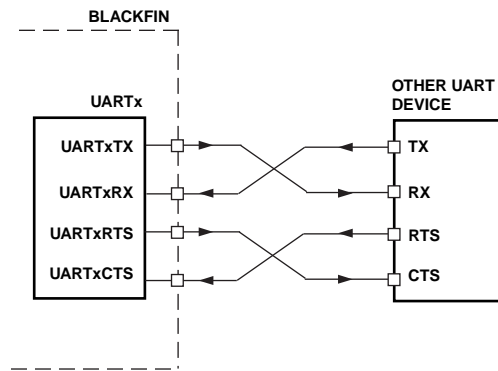 BLACKFIN
UARTx
OTHER UART
DEVICE
UARTxTX
TX
UARTxRX
RX
UARTxRTS
RTS
UARTxCTS
CTS